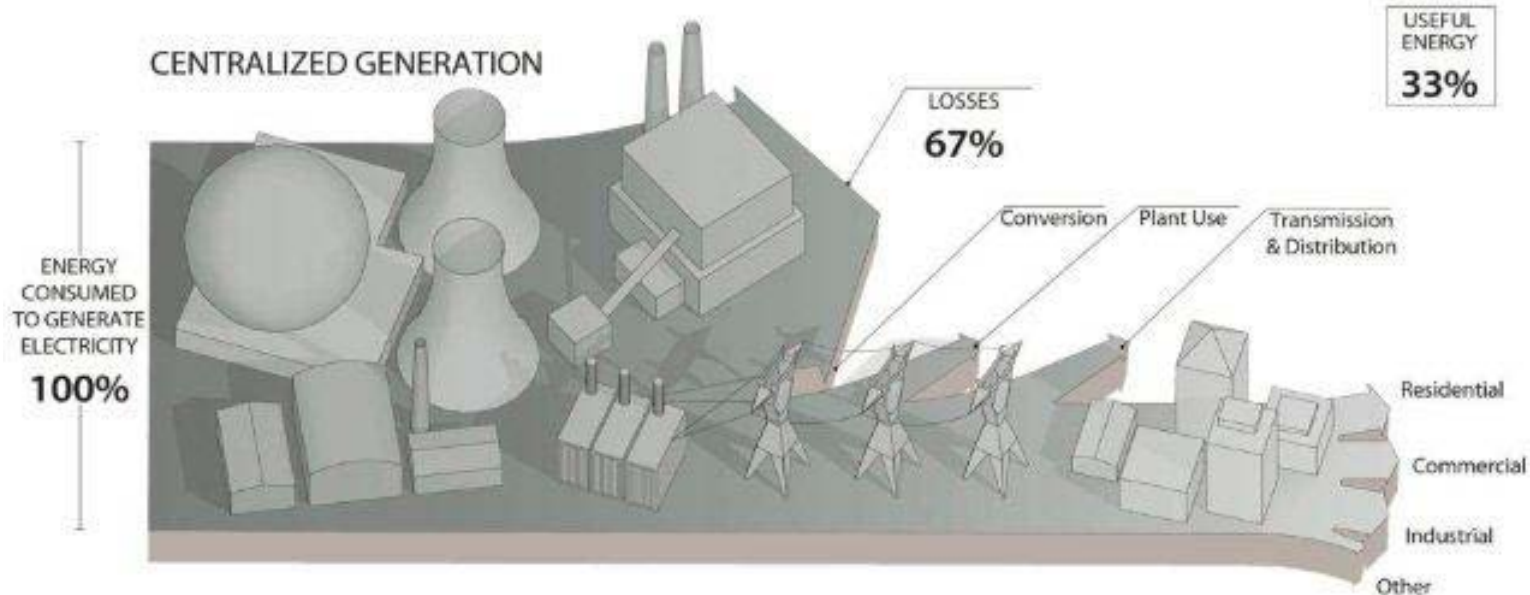 CENTRALIZED GENERATION
USEFUL
ENERGY
33%
LOSSES
67%
Conversion
Plant Use
Transmission
& Distribution
ENERGY
CONSUMED
TO GENERATE
ELECTRICITY
100%
Residential
Commercial
Industrial
Other